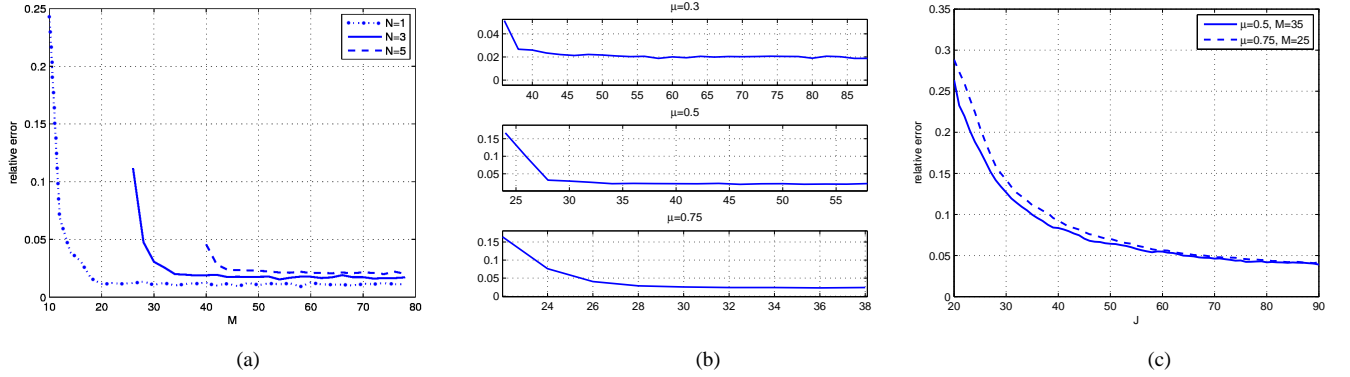 0.25
0.2
0.15
0.1
0.05
0
relative error
10 20 30 40 50 60 70 80
M
N=1
N=3
N=5
(a)
μ=0.3
0.04
0.02
0
40 45 50 55 60 65 70 75 80 85
μ=0.5
0.15
0.1
0.05
25 30 35 40 45 50 55
μ=0.75
0.15
0.1
0.05
0
24 26 28 30 32 34 36 38
(b)
0.35
0.3
0.25
0.2
0.15
0.1
0.05
0
relative error
20 30 40 50 60 70 80 90
J
μ=0.5, M=35
μ=0.75, M=25
(c)